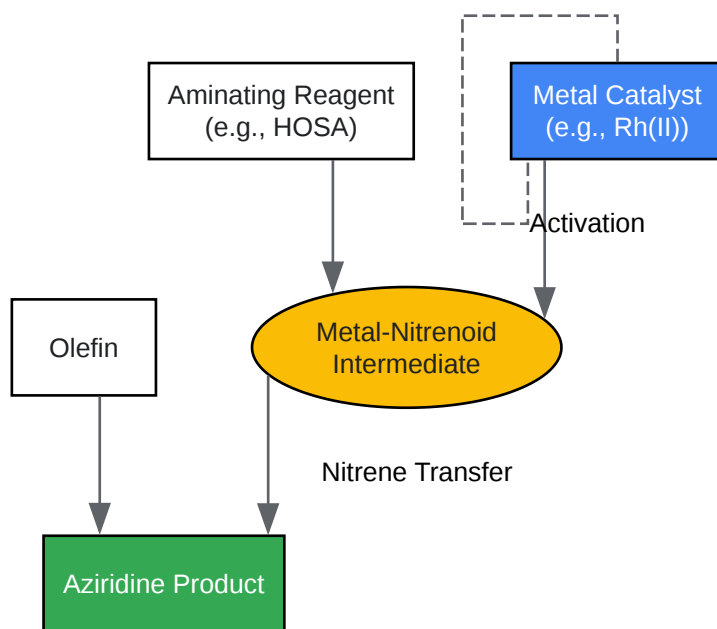 Aminating Reagent
(e.g., HOSA)
Metal Catalyst
(e.g., Rh(II))
Activation
Olefin
Metal-Nitrenoid
Intermediate
Nitrene Transfer
Aziridine Product